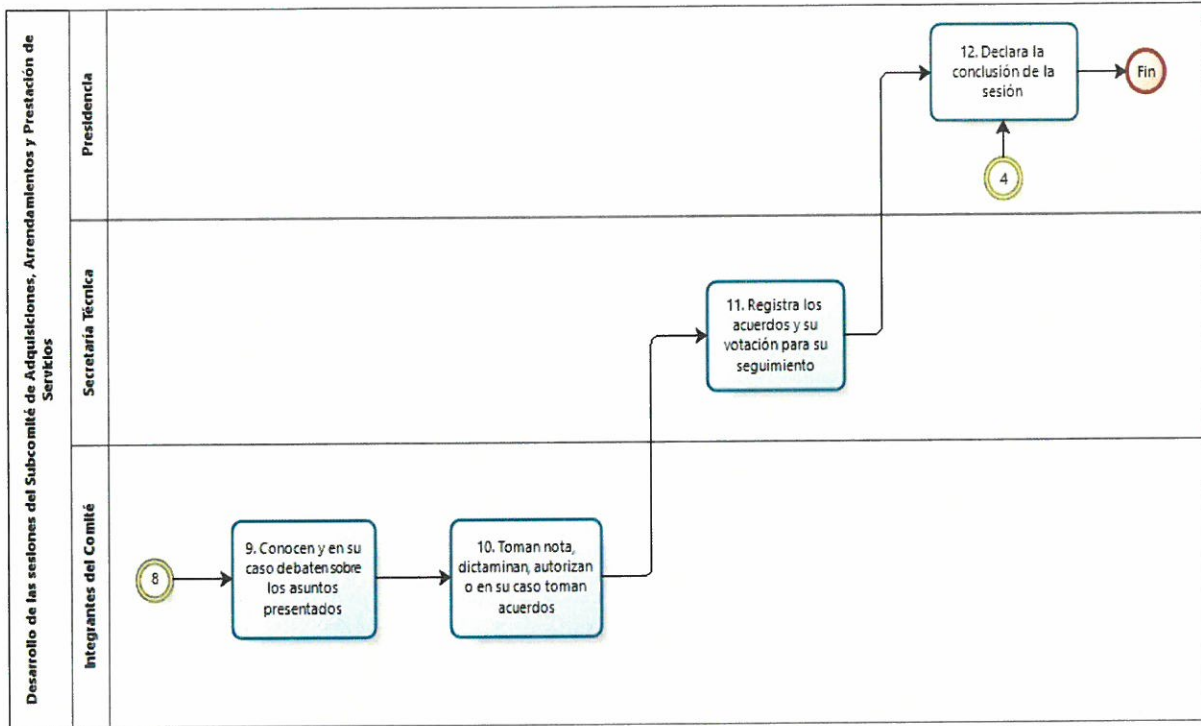 Desarrollo de las sesiones del Subcomité de Adquisiciones, Arrendamientos y Prestación de
Servicios
Presidencia
12. Declara la
conclusión de la
sesión
Fin
4
Secretaría Técnica
11. Registra los
acuerdos y su
votación para su
seguimiento
Integrantes del Comité
8
9. Conocen y en su
caso debaten sobre
los asuntos
presentados
10. Toman nota,
dictaminan, autorizan
o en su caso toman
acuerdos